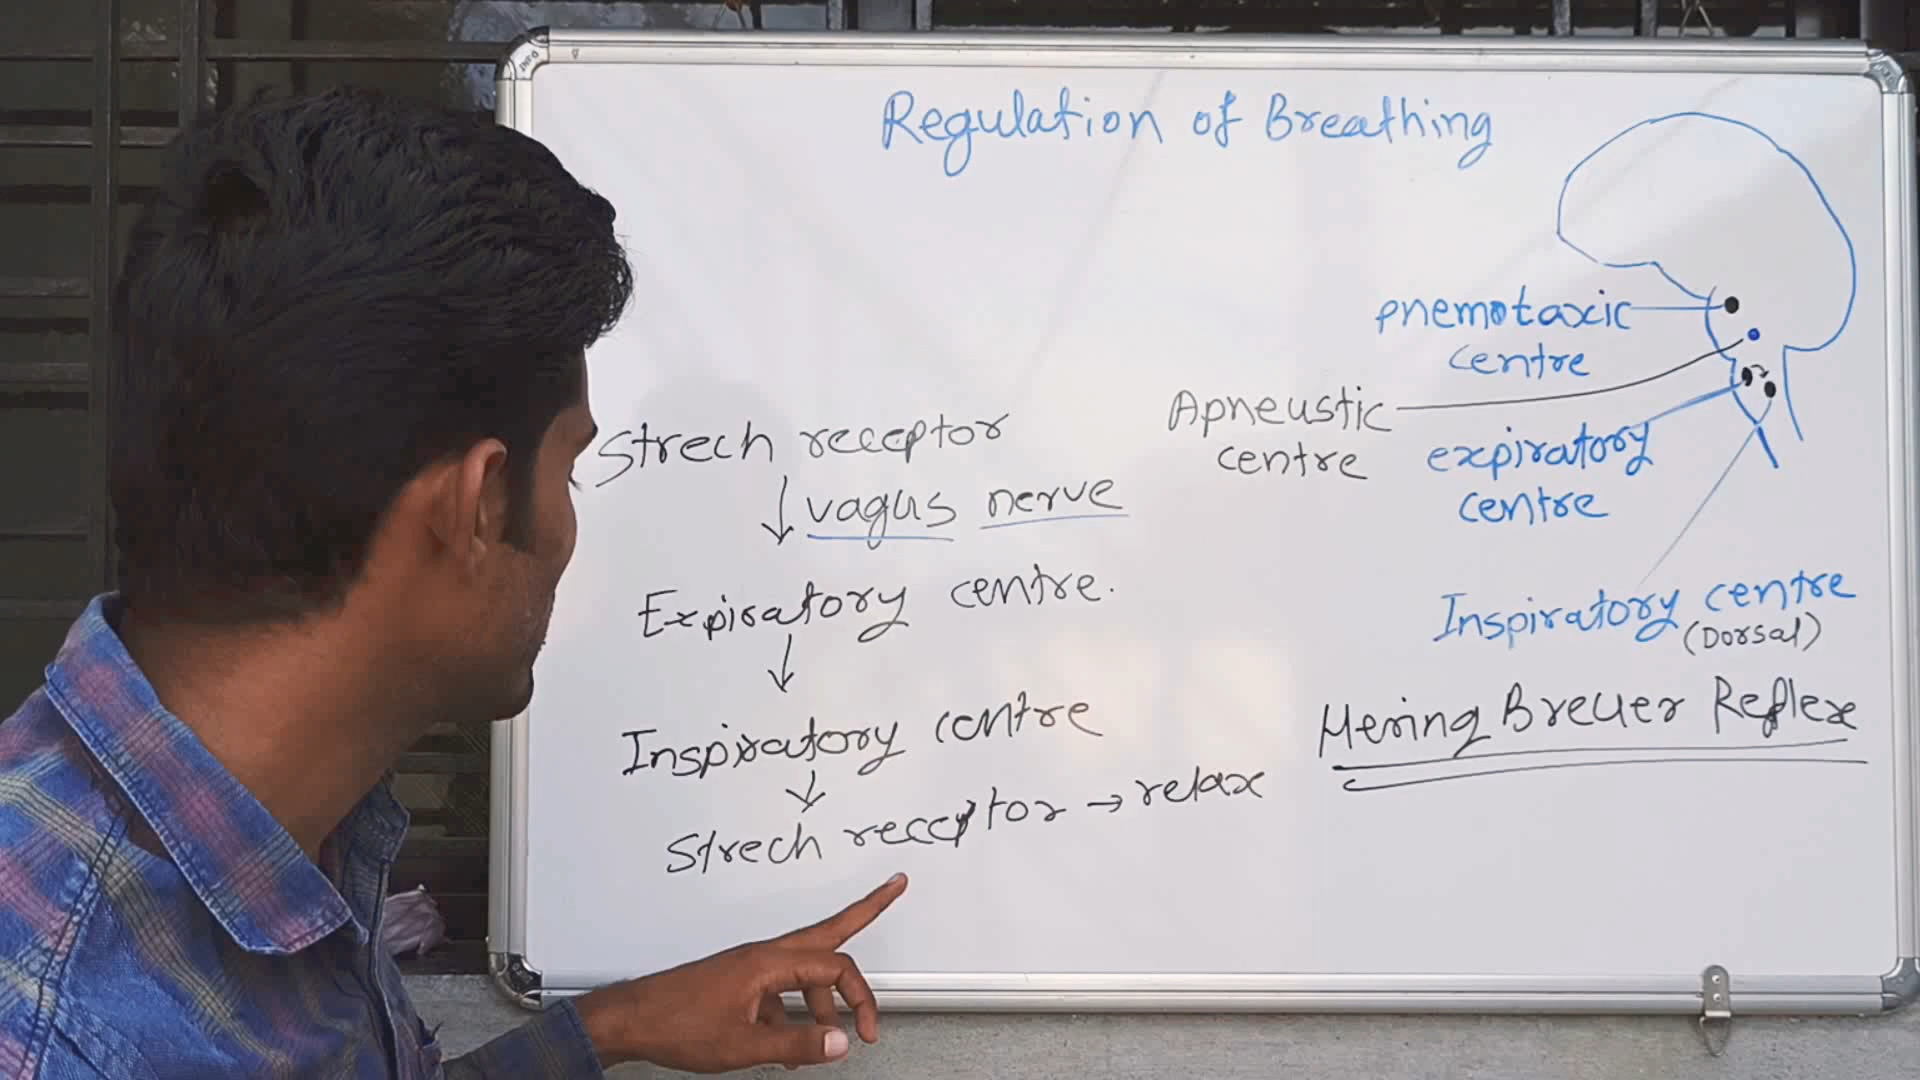 Regulation of Breathing
pnemotaxic
centre
Apneustic
centre
expiratory
centre
Inspiratory centre
(Dorsal)
Hering Breuer Reflex
Strech receptor
vagus nerve
Expiratory centre.
Inspiratory centre
Strech receptor → relax